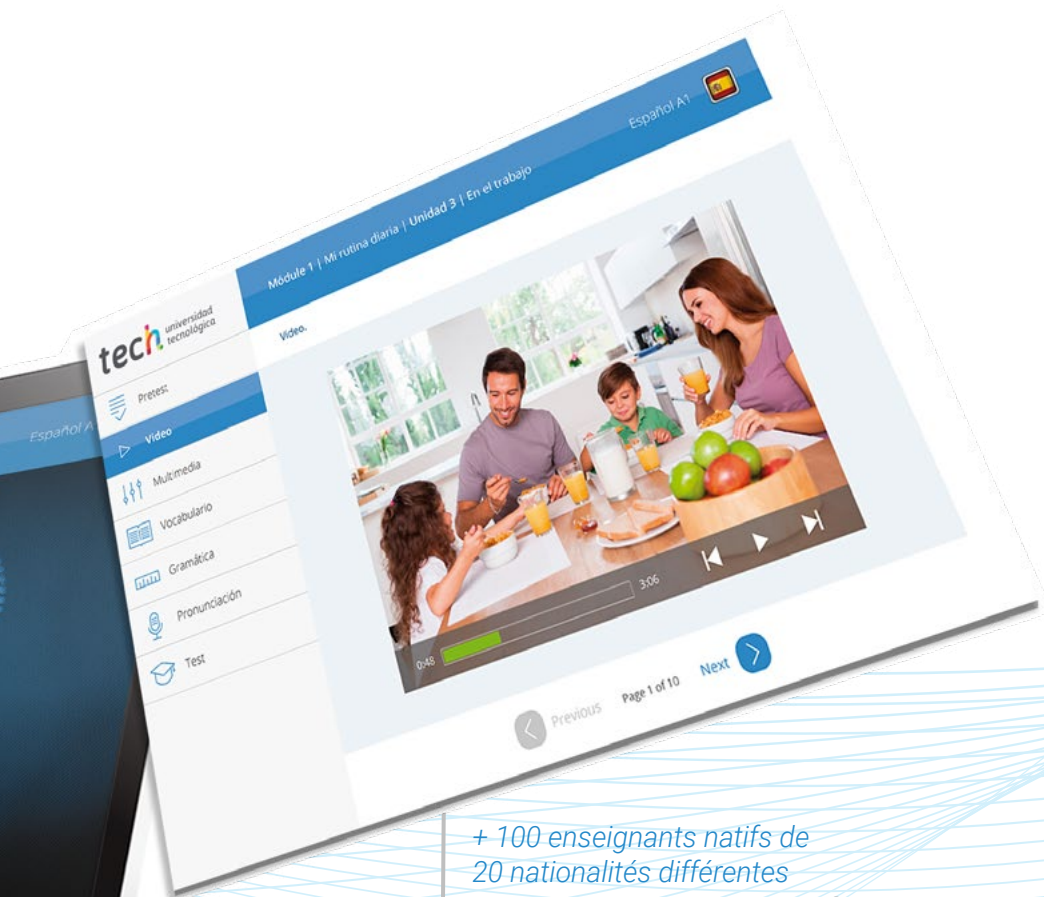 Español A1
Módule 1 | Mi rutina diaria | Unidad 3 | En el trabajo
tech universidad
tecnológica
Video.
Pretest
Video
Multimedia
Vocabulario
Gramática
Pronunciación
Test
Español A
0:48
3:06
Previous
Page 1 of 10
Next
+ 100 enseignants natifs de
20 nationalités différentes